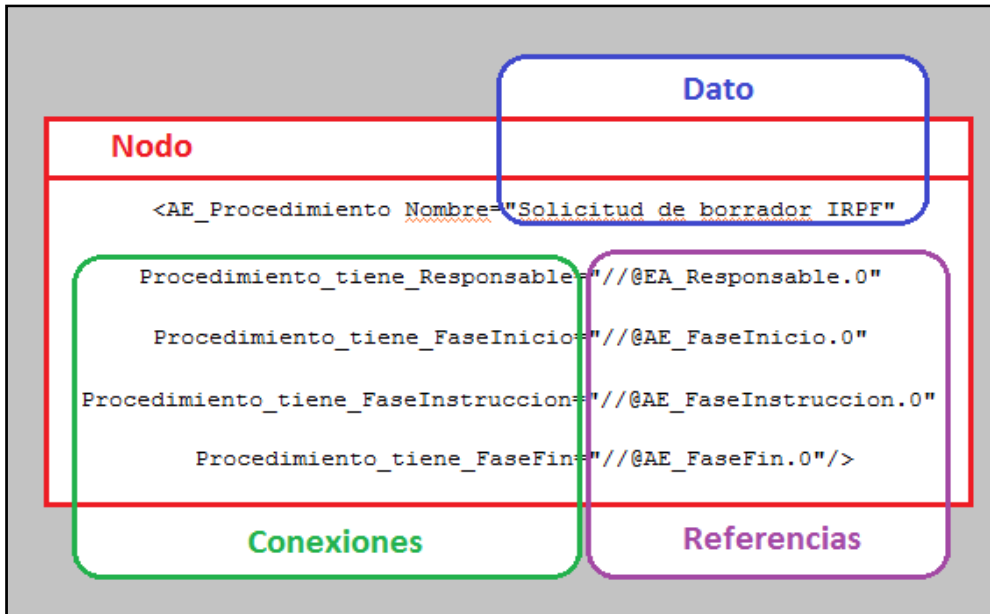 Dato
Nodo
<AE_Procedimiento Nombre="Solicitud de borrador IRPF"
Procedimiento_tiene_Responsable="//@EA_Responsable.0"
Procedimiento_tiene_FaseInicio="//@AE_FaseInicio.0"
Procedimiento_tiene_FaseInstruccion="//@AE_FaseInstruccion.0"
Procedimiento_tiene_FaseFin="//@AE_FaseFin.0"/>
Conexiones Referencias